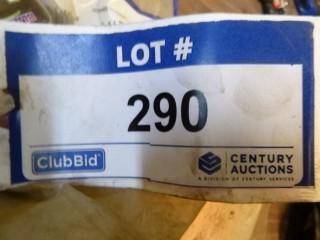 LOT #
290
ClubBid
CENTURY
AUCTIONS
A DIVISION OF CENTURY SERVICES